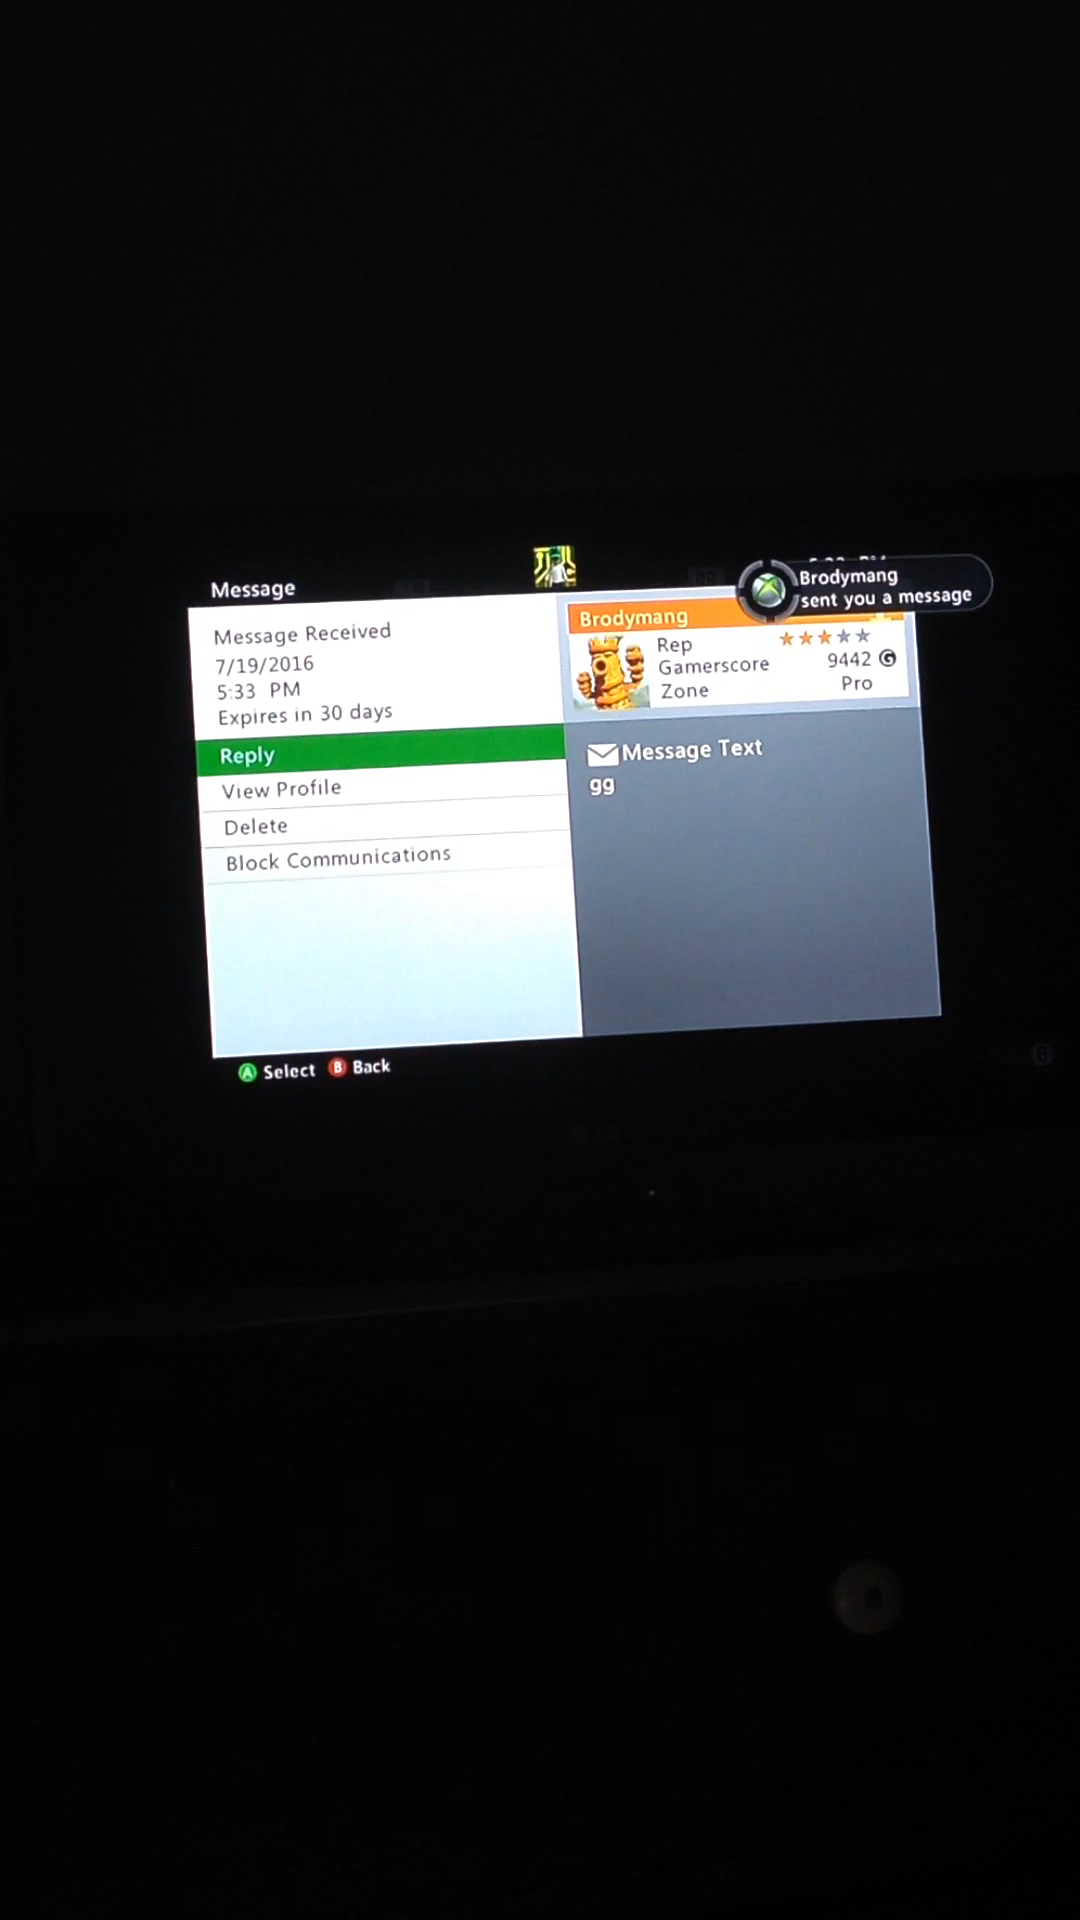 Message
Brodymang
sent you a message
Message Received
7/19/2016
5:33 PM
Expires in 30 days
Reply
View Profile
Delete
Block Communications
Brodymang
Rep
Gamerscore 9442 G
Zone Pro
Message Text
gg
A Select B Back